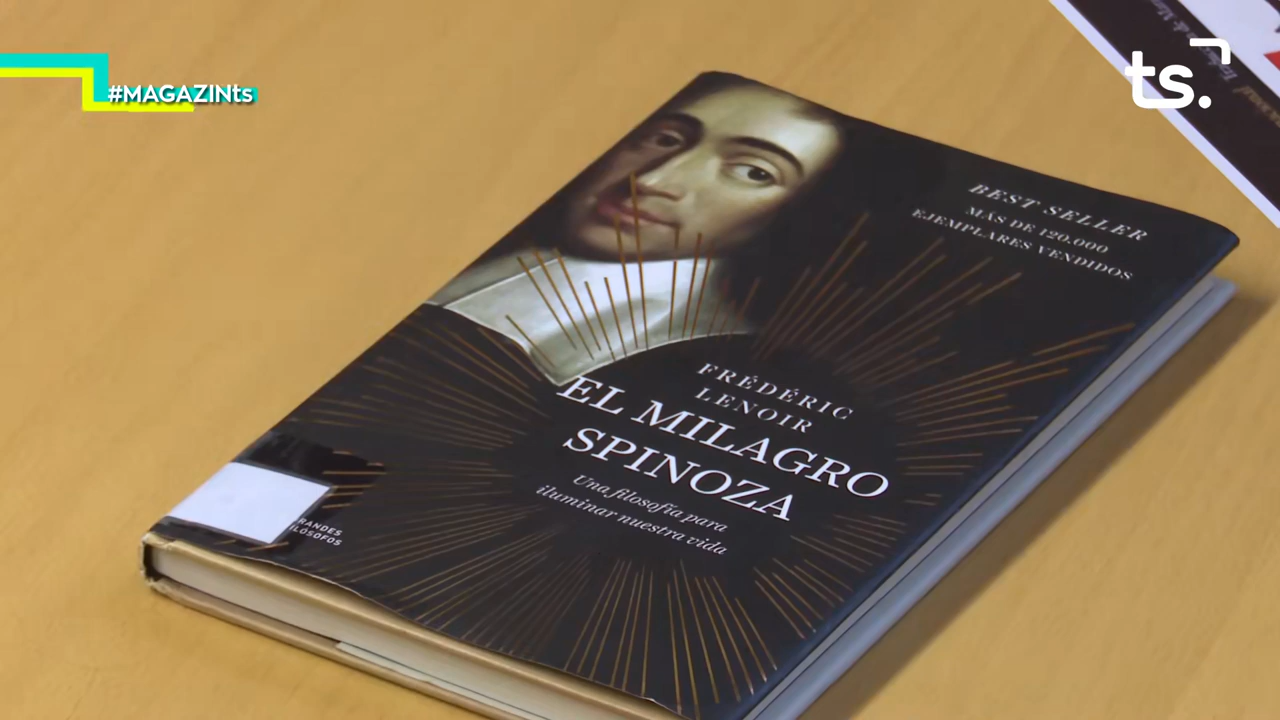 #MAGAZINts
ts.
BEST SELLER
MÁS DE 120.000
EJEMPLARES VENDIDOS
FRÉDÉRIC
LENOIR
EL MILAGRO
SPINOZA
Una filosofía para
iluminar nuestra vida
RANDES
ILÓSOFOS